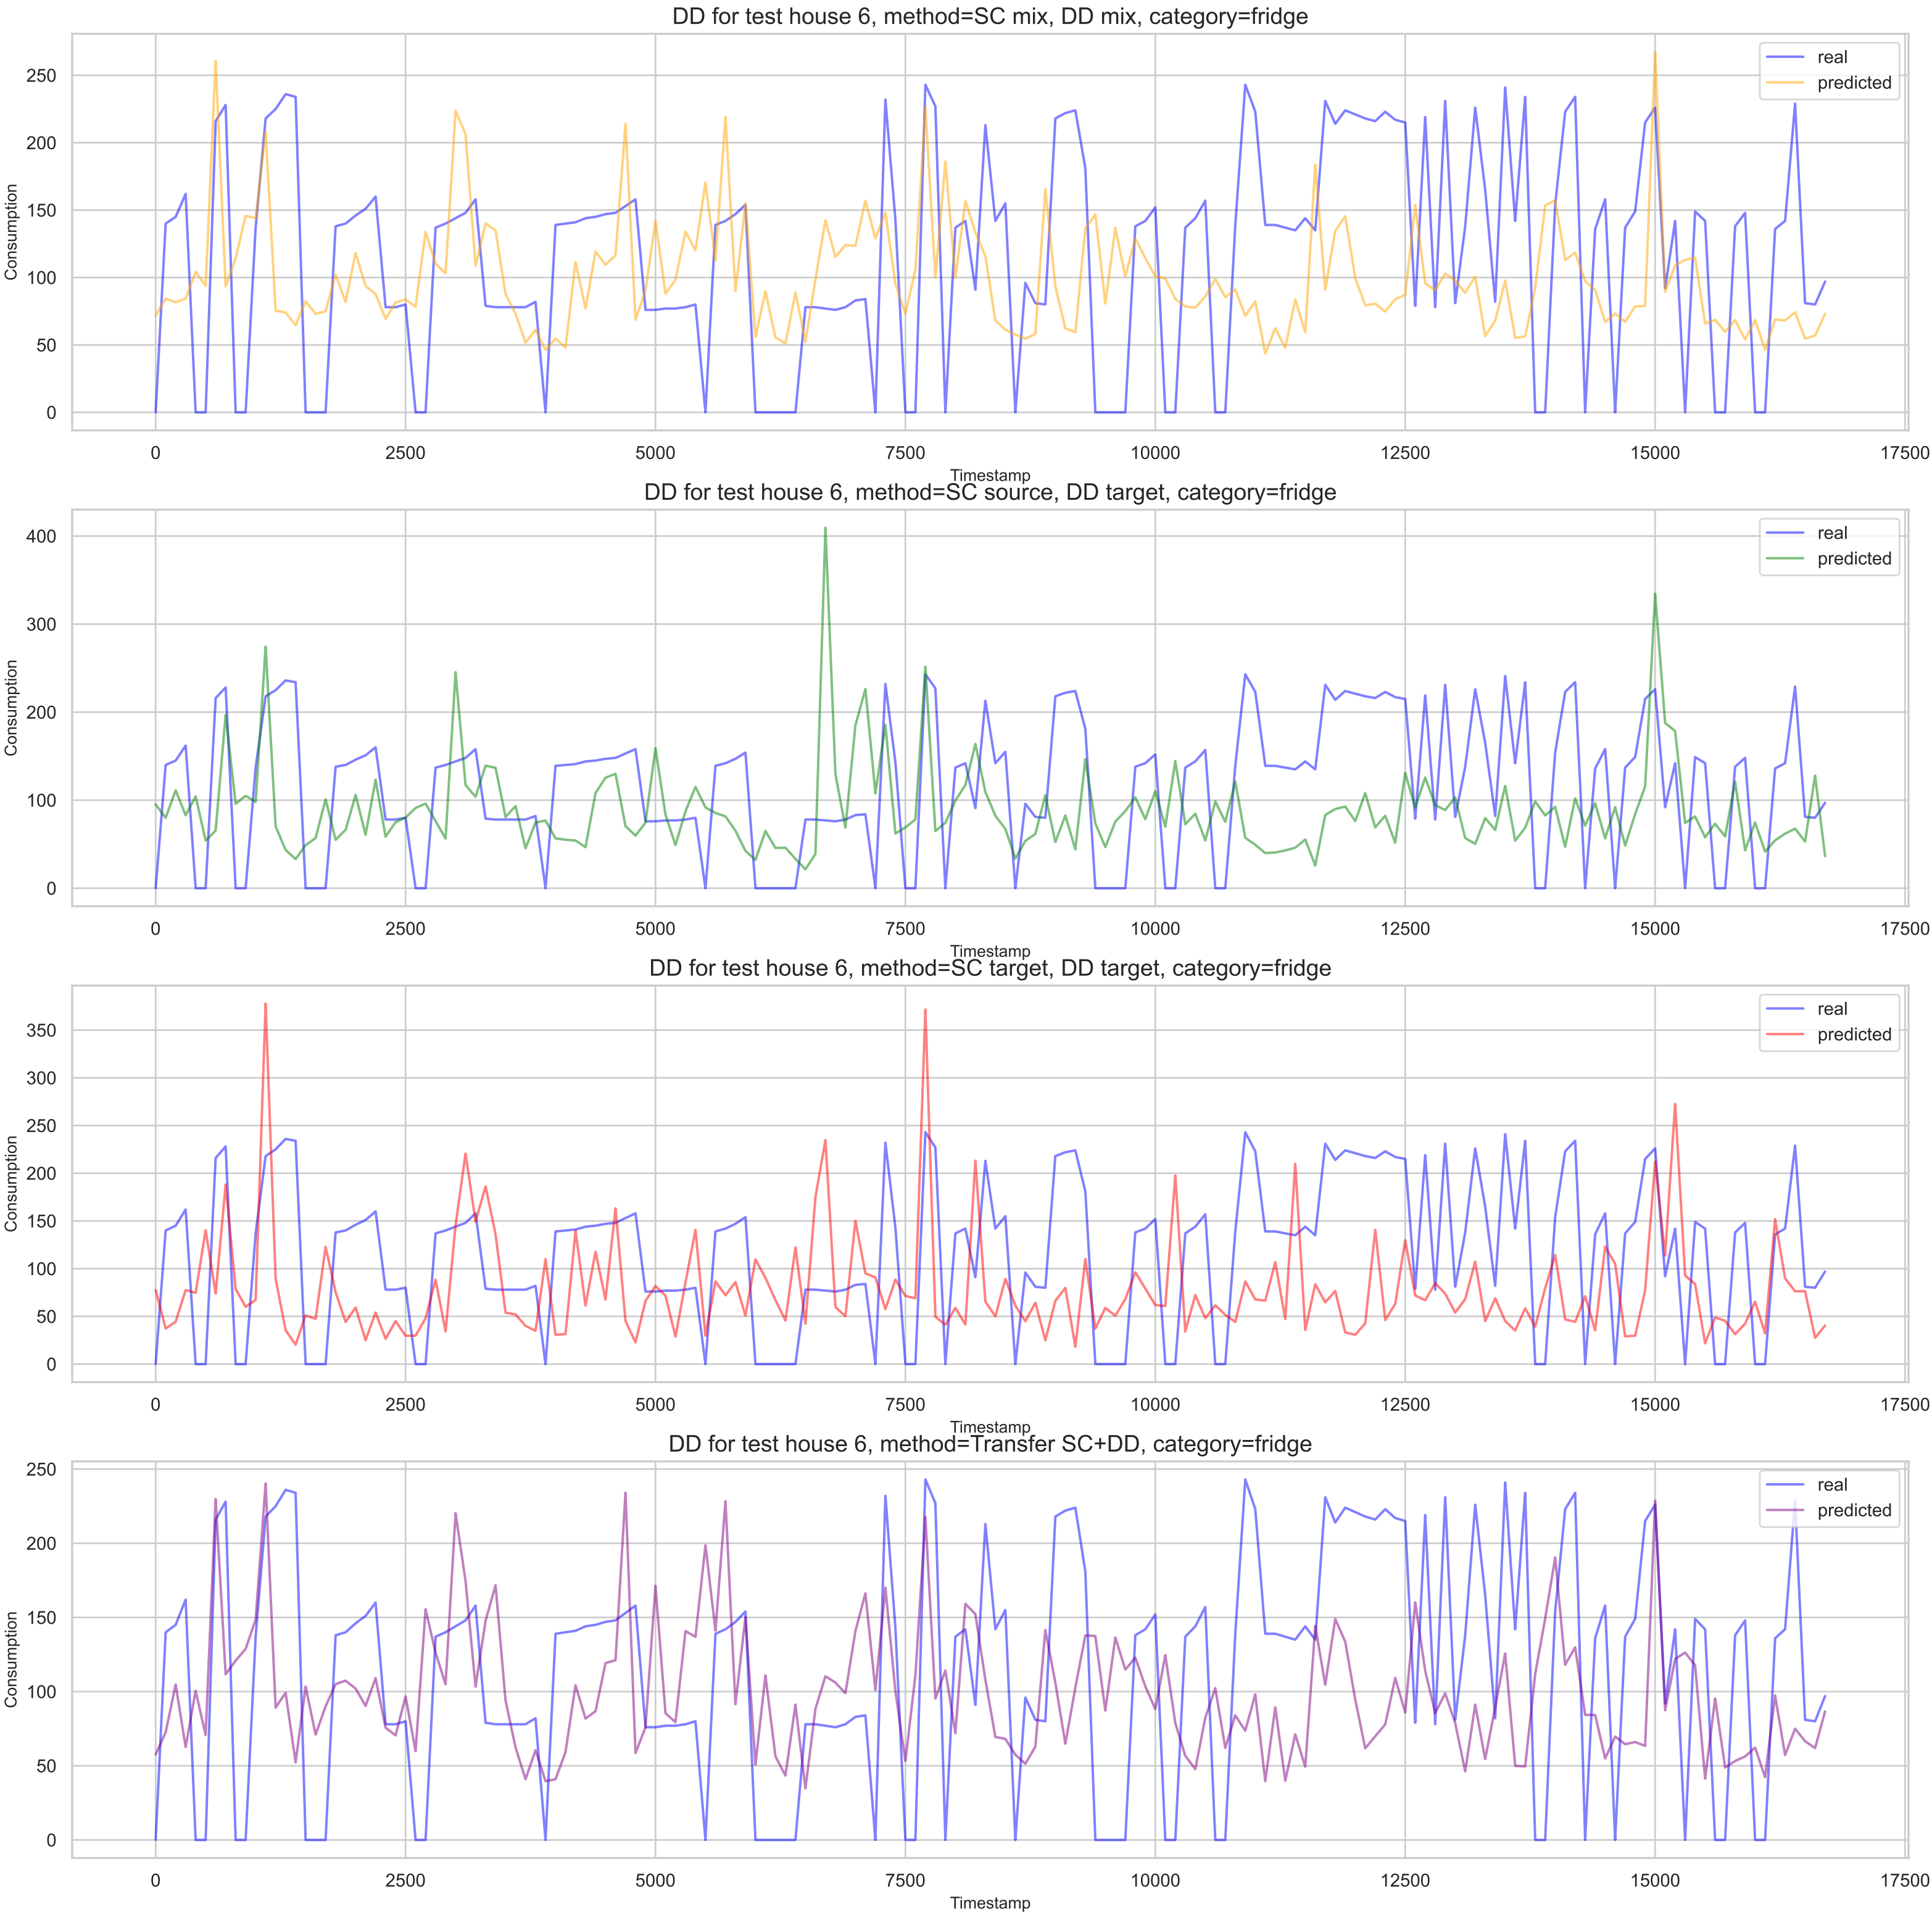 DD for test house 6, method=SC mix, DD mix, category=fridge
real
predicted
Consumption
250
200
150
100
50
0
0 2500 5000 7500 10000 12500 15000 17500
Timestamp
DD for test house 6, method=SC source, DD target, category=fridge
real
predicted
Consumption
400
300
200
100
0
0 2500 5000 7500 10000 12500 15000 17500
Timestamp
DD for test house 6, method=SC target, DD target, category=fridge
real
predicted
Consumption
350
300
250
200
150
100
50
0
0 2500 5000 7500 10000 12500 15000 17500
Timestamp
DD for test house 6, method=Transfer SC+DD, category=fridge
real
predicted
Consumption
250
200
150
100
50
0
0 2500 5000 7500 10000 12500 15000 17500
Timestamp